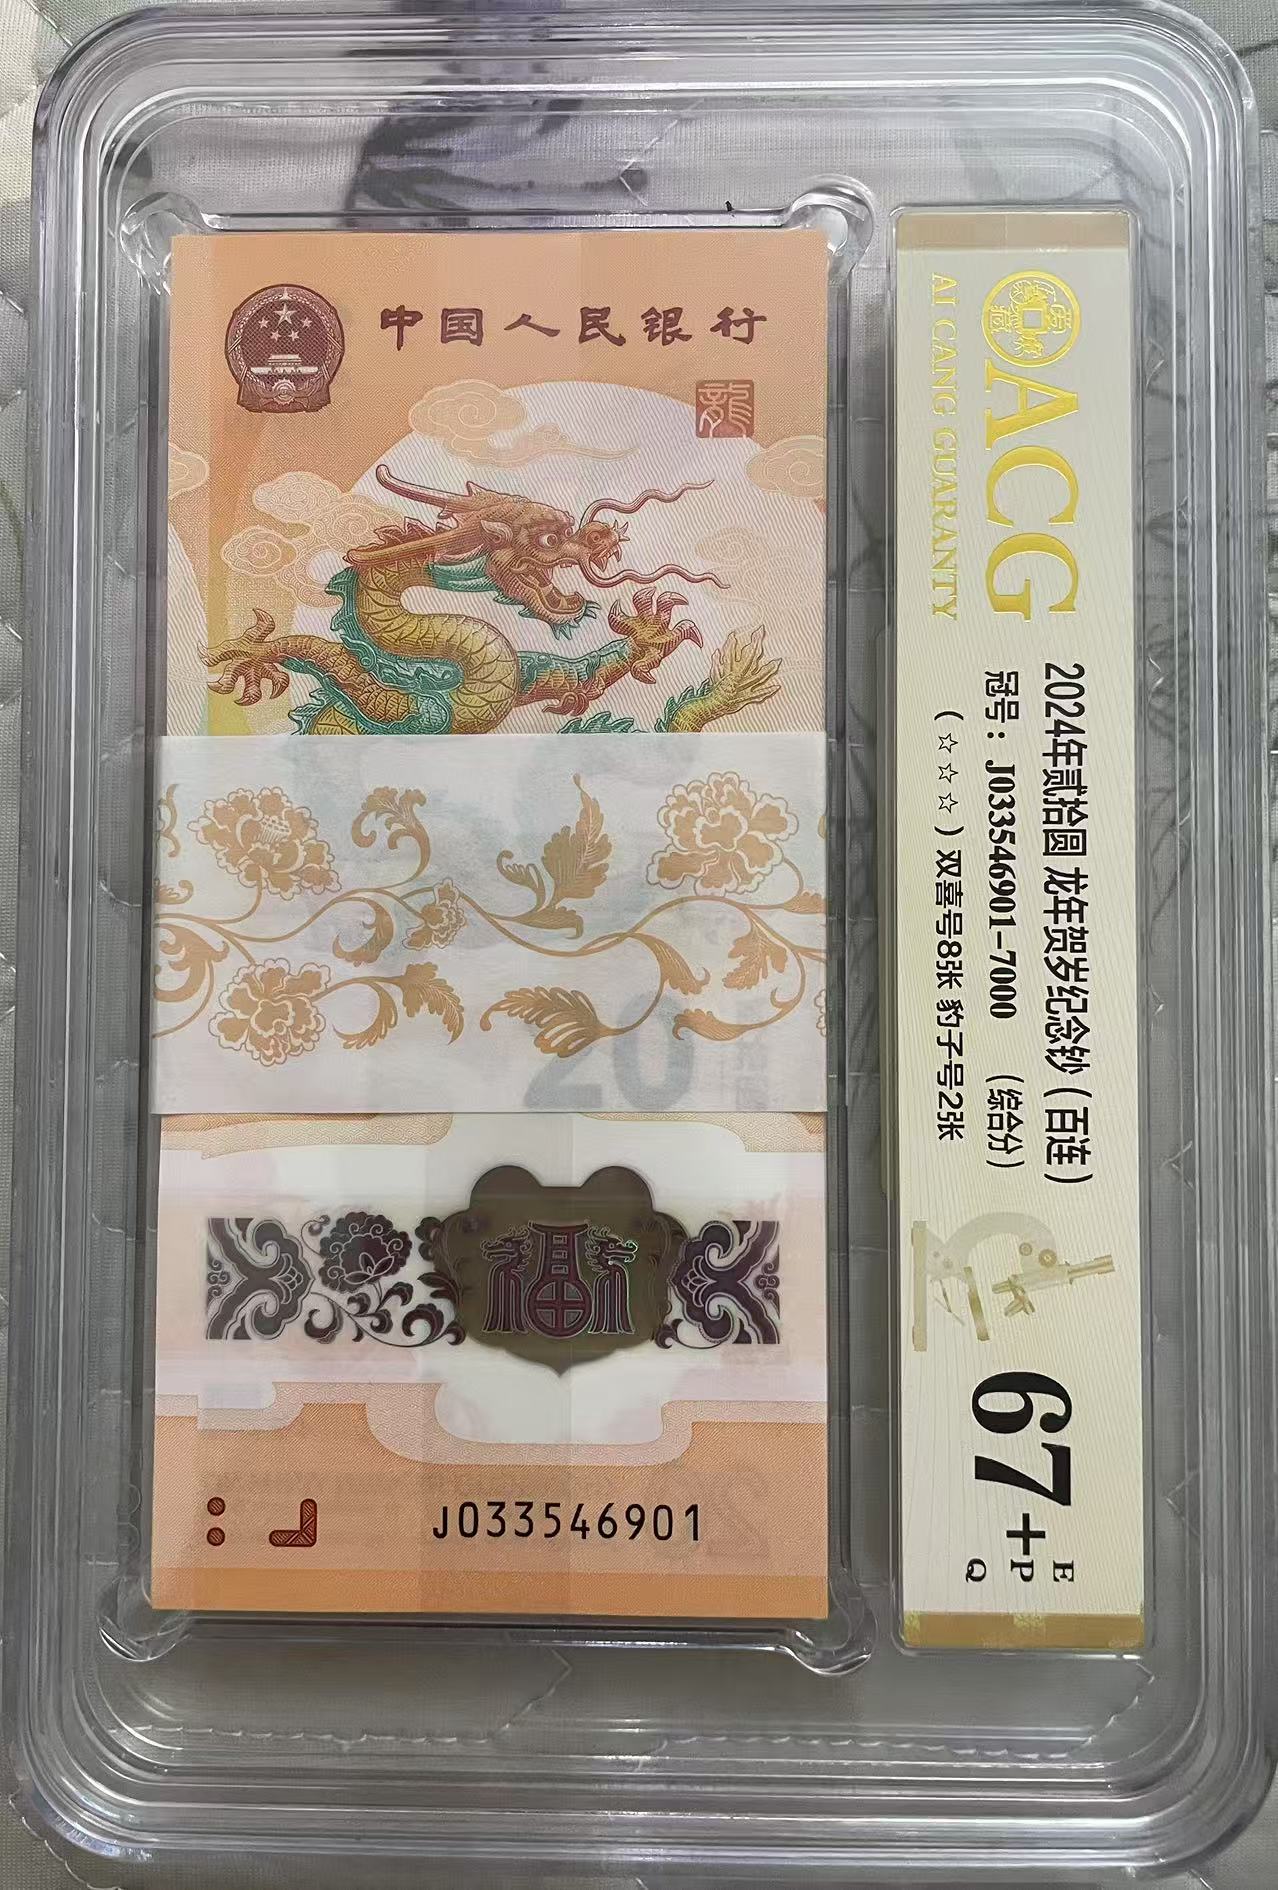 中国人民银行
龍
20
福
J033546901
ACG
AI CANG GUARANTY
2024年贰拾圆 龙年贺岁纪念钞（百连）
冠号：J033546901-7000 （综合分）
（☆☆☆）双喜号8张 豹子号2张
67+
E
P
Q